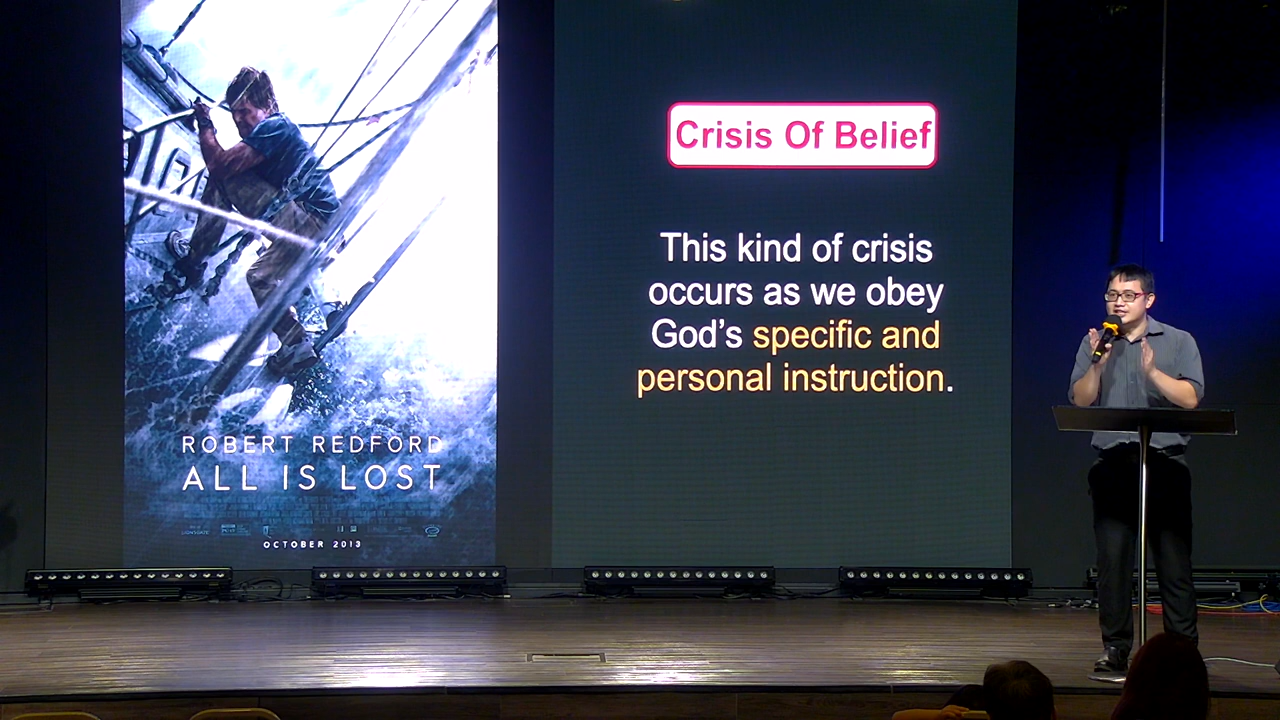 ROBERT REDFORD
ALL IS LOST
OCTOBER 2013
Crisis Of Belief
This kind of crisis
occurs as we obey
God's specific and
personal instruction.